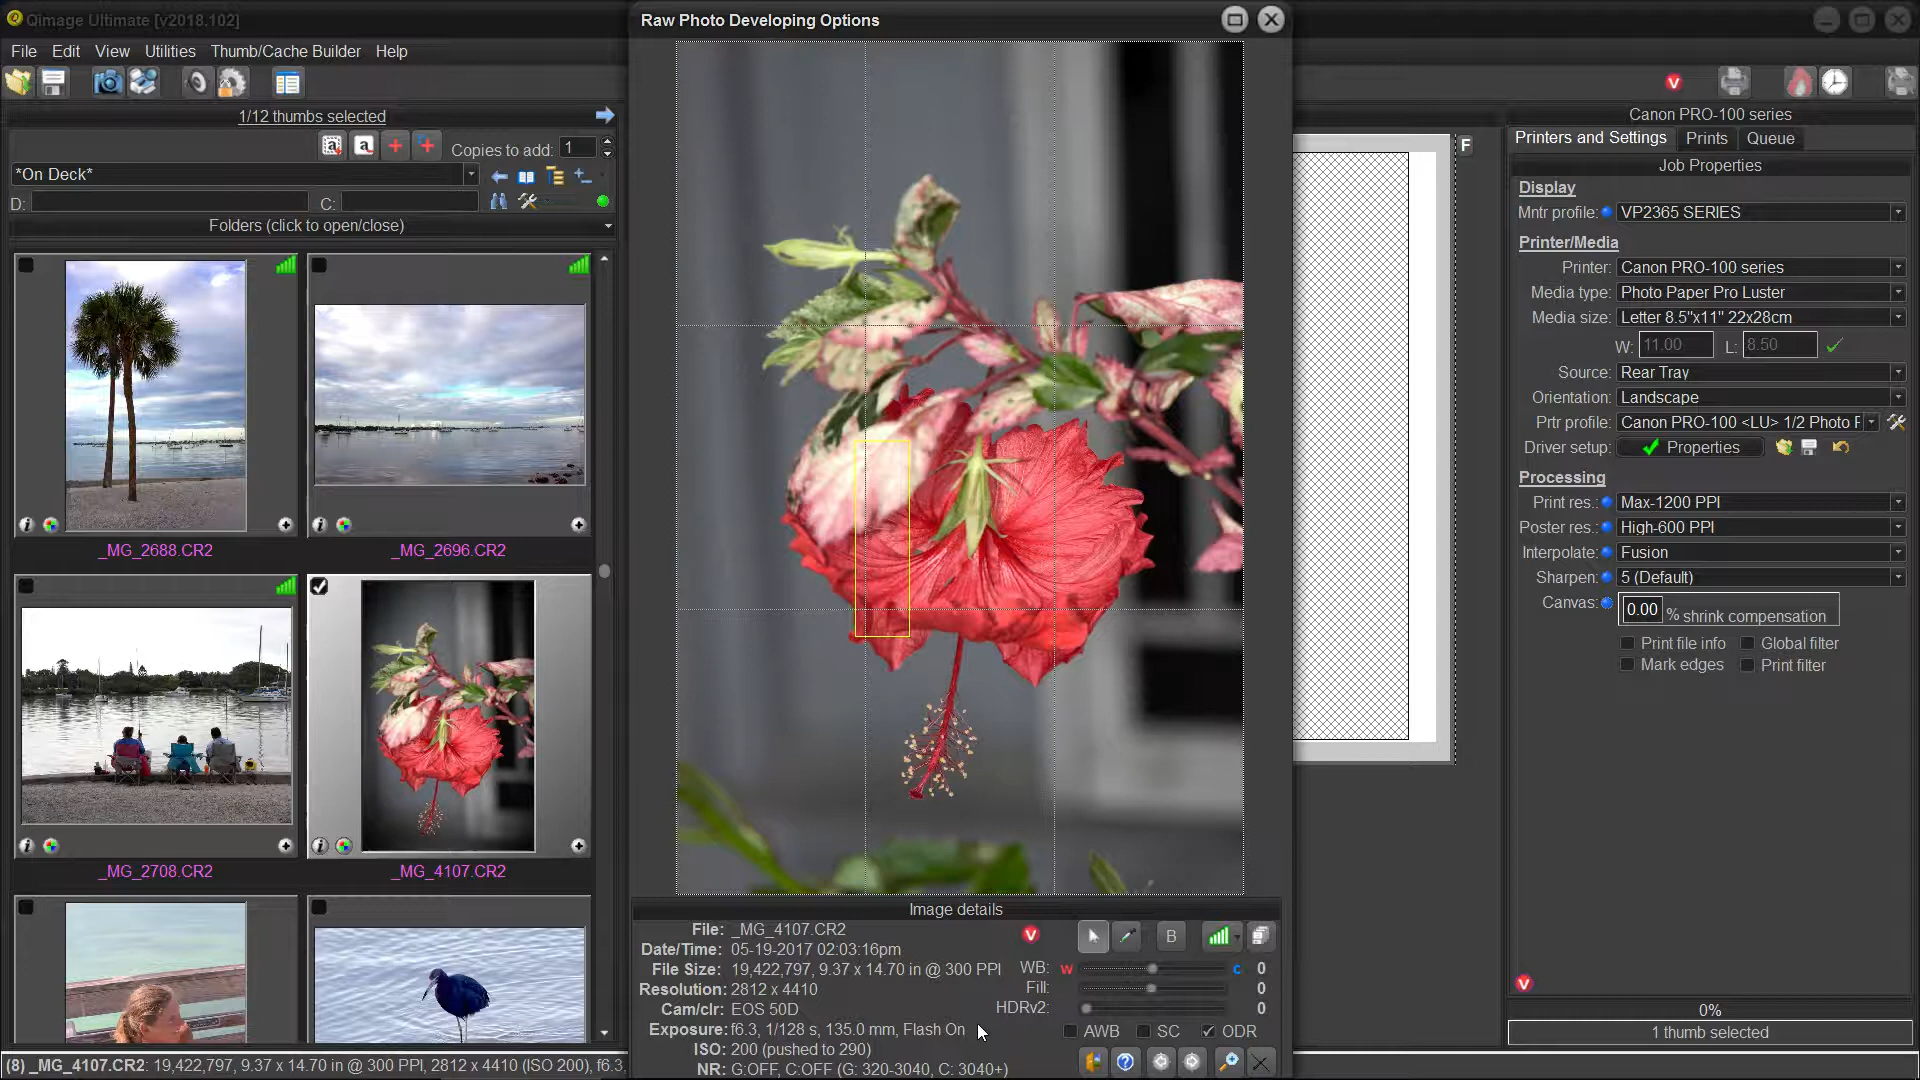 Qimage Ultimate [v2018.102]
File Edit View Utilities Thumb/Cache Builder Help
1/12 thumbs selected
a a + + Copies to add: 1
*On Deck*
D: C:
Folders (click to open/close)
_MG_2688.CR2 _MG_2696.CR2
_MG_2708.CR2 _MG_4107.CR2
(8) _MG_4107.CR2: 19,422,797, 9.37 x 14.70 in @ 300 PPI, 2812 x 4410 (ISO 200), f6.3,
Raw Photo Developing Options
Image details
File: _MG_4107.CR2
Date/Time: 05-19-2017 02:03:16pm
File Size: 19,422,797, 9.37 x 14.70 in @ 300 PPI
Resolution: 2812 x 4410
Cam/clr: EOS 50D
Exposure: f6.3, 1/128 s, 135.0 mm, Flash On
ISO: 200 (pushed to 290)
NR: G:OFF, C:OFF (G: 320-3040, C: 3040+)
V B
WB: W C 0
Fill: 0
HDRv2: 0
AWB SC ODR
F
V
Canon PRO-100 series
Printers and Settings Prints Queue
Job Properties
Display
Mntr profile: VP2365 SERIES
Printer/Media
Printer: Canon PRO-100 series
Media type: Photo Paper Pro Luster
Media size: Letter 8.5"x11" 22x28cm
W: 11.00 L: 8.50
Source: Rear Tray
Orientation: Landscape
Prtr profile: Canon PRO-100 <LU> 1/2 Photo F
Driver setup: Properties
Processing
Print res.: Max-1200 PPI
Poster res.: High-600 PPI
Interpolate: Fusion
Sharpen: 5 (Default)
Canvas: 0.00 % shrink compensation
Print file info Global filter
Mark edges Print filter
V
0%
1 thumb selected